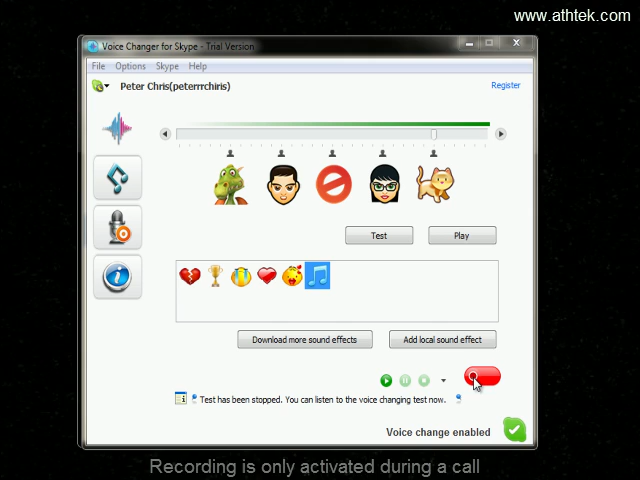 www.athtek.com
Voice Changer for Skype - Trial Version
File Options Skype Help
Peter Chris(peterrrchiris)
Register
Test Play
Download more sound effects Add local sound effect
Test has been stopped. You can listen to the voice changing test now.
Voice change enabled
Recording is only activated during a call